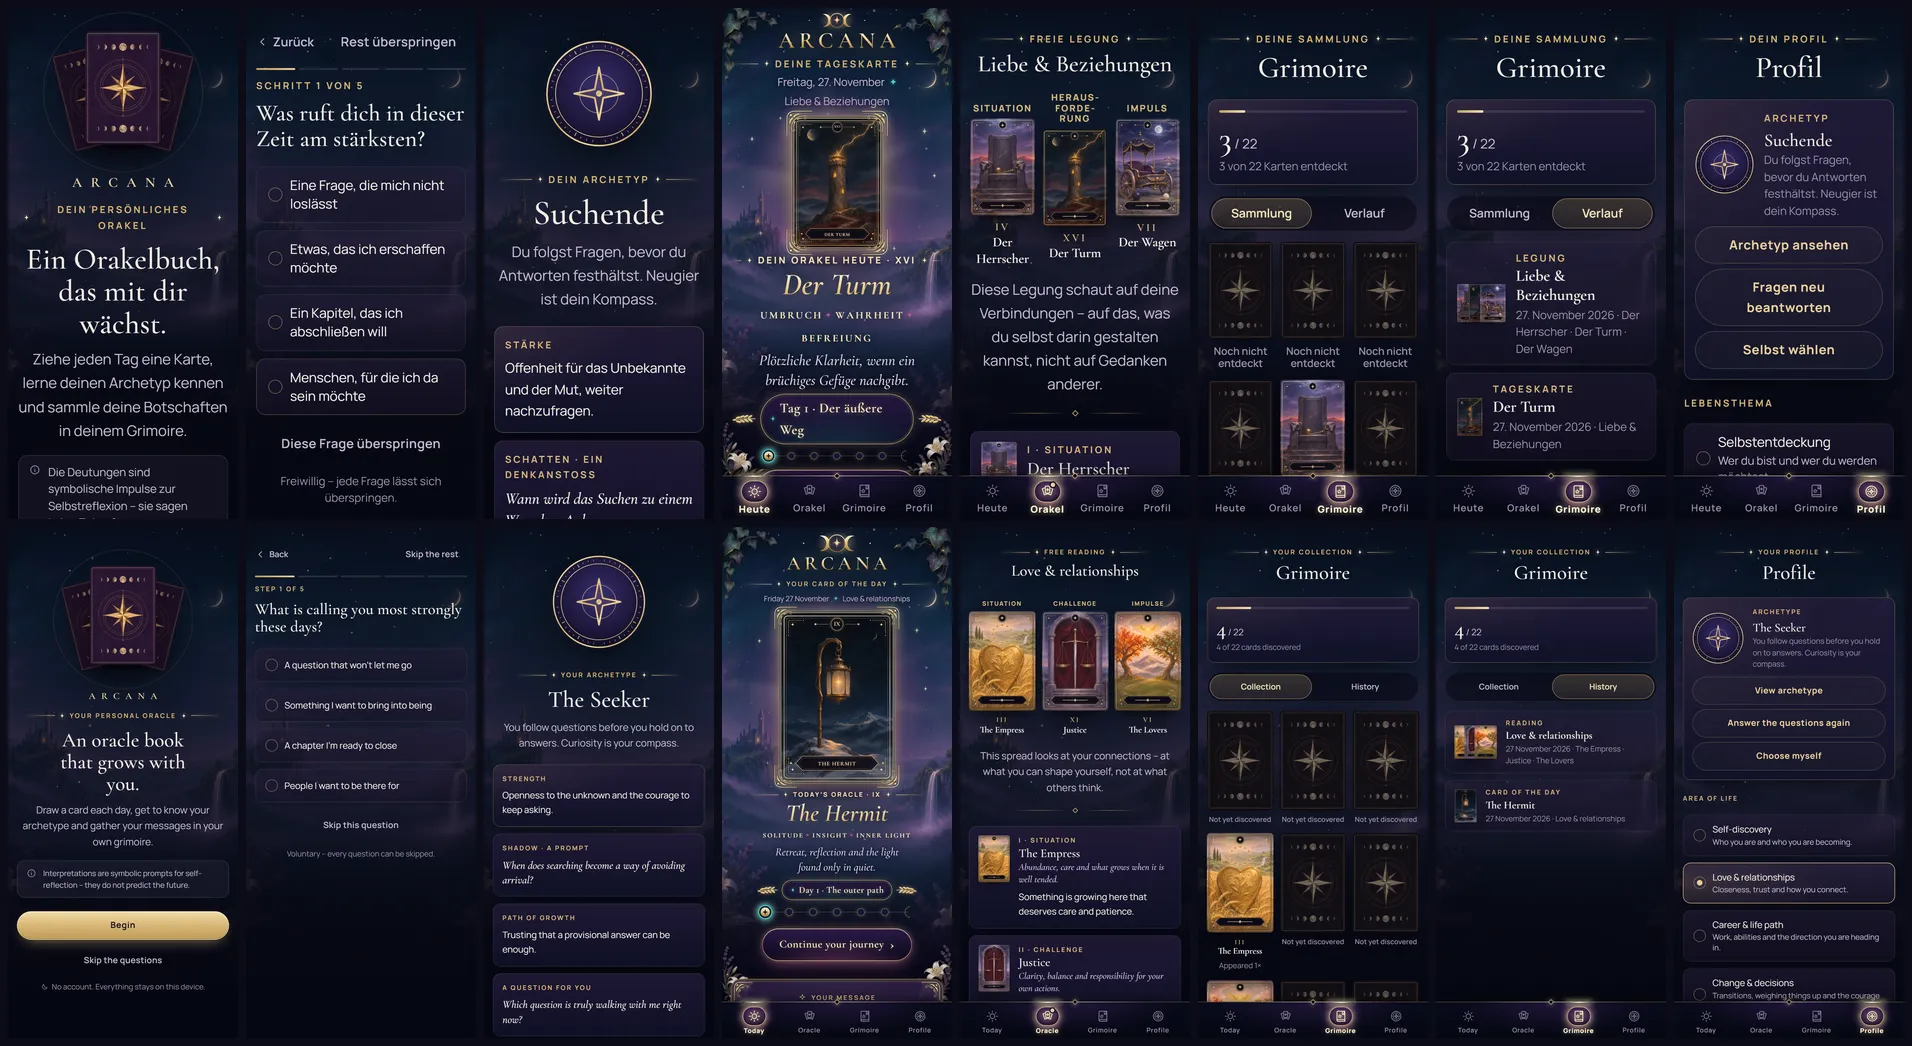 ARCANA
DEIN PERSÖNLICHES
ORAKEL
Ein Orakelbuch,
das mit dir
wächst.
Ziehe jeden Tag eine Karte,
lerne deinen Archetyp kennen
und sammle deine Botschaften
in deinem Grimoire.
Die Deutungen sind
symbolische Impulse zur
Selbstreflexion – sie sagen
Zurück
Rest überspringen
SCHRITT 1 VON 5
Was ruft dich in dieser
Zeit am stärksten?
Eine Frage, die mich nicht
loslässt
Etwas, das ich erschaffen
möchte
Ein Kapitel, das ich
abschließen will
Menschen, für die ich da
sein möchte
Diese Frage überspringen
Freiwillig – jede Frage lässt sich
überspringen.
DEIN ARCHETYP
Suchende
Du folgst Fragen, bevor du
Antworten festhältst. Neugier
ist dein Kompass.
STÄRKE
Offenheit für das Unbekannte
und der Mut, weiter
nachzufragen.
SCHATTEN · EIN
DENKANSTOSS
Wann wird das Suchen zu einem
ARCANA
DEINE TAGESKARTE
Freitag, 27. November
Liebe & Beziehungen
XVI
DER TURM
DEIN ORAKEL HEUTE · XVI
Der Turm
UMBRUCH · WAHRHEIT ·
BEFREIUNG
Plötzliche Klarheit, wenn ein
brüchiges Gefüge nachgibt.
Tag 1 · Der äußere
Weg
Heute
Orakel
Grimoire
Profil
FREIE LEGUNG
Liebe & Beziehungen
SITUATION
HERAUS-
FORDE-
RUNG
IMPULS
IV
Der
Herrscher
XVI
Der Turm
VII
Der Wagen
Diese Legung schaut auf deine
Verbindungen – auf das, was
du selbst darin gestalten
kannst, nicht auf Gedanken
anderer.
I · SITUATION
Der Herrscher
Heute
Orakel
Grimoire
Profil
DEINE SAMMLUNG
Grimoire
3 / 22
3 von 22 Karten entdeckt
Sammlung
Verlauf
Noch nicht
entdeckt
Noch nicht
entdeckt
Noch nicht
entdeckt
Heute
Orakel
Grimoire
Profil
DEINE SAMMLUNG
Grimoire
3 / 22
3 von 22 Karten entdeckt
Sammlung
Verlauf
LEGUNG
Liebe &
Beziehungen
27. November 2026 · Der
Herrscher · Der Turm ·
Der Wagen
TAGESKARTE
Der Turm
27. November 2026 · Liebe &
Beziehungen
Heute
Orakel
Grimoire
Profil
DEIN PROFIL
Profil
ARCHETYP
Suchende
Du folgst Fragen,
bevor du Antworten
festhältst. Neugier ist
dein Kompass.
Archetyp ansehen
Fragen neu
beantworten
Selbst wählen
LEBENSTHEMA
Selbstentdeckung
Wer du bist und wer du werden
Heute
Orakel
Grimoire
Profil
ARCANA
YOUR PERSONAL ORACLE
An oracle book
that grows with
you.
Draw a card each day, get to know your
archetype and gather your messages in your
own grimoire.
Interpretations are symbolic prompts for self-
reflection – they do not predict the future.
Begin
Skip the questions
No account. Everything stays on this device.
Back
Skip the rest
STEP 1 OF 5
What is calling you most strongly
these days?
A question that won't let me go
Something I want to bring into being
A chapter I'm ready to close
People I want to be there for
Skip this question
Voluntary – every question can be skipped.
YOUR ARCHETYPE
The Seeker
You follow questions before you hold on to
answers. Curiosity is your compass.
STRENGTH
Openness to the unknown and the courage to
keep asking.
SHADOW · A PROMPT
When does searching become a way of avoiding
arrival?
PATH OF GROWTH
Trusting that a provisional answer can be
enough.
A QUESTION FOR YOU
Which question is truly walking with me right
now?
ARCANA
YOUR CARD OF THE DAY
Friday 27 November
Love & relationships
IX
THE HERMIT
TODAY'S ORACLE · IX
The Hermit
SOLITUDE · INSIGHT · INNER LIGHT
Retreat, reflection and the light
found only in quiet.
Day 1 · The outer path
Continue your journey ›
YOUR MESSAGE
Today
Oracle
Grimoire
Profile
FREE READING
Love & relationships
SITUATION
CHALLENGE
IMPULSE
III
The Empress
XI
Justice
VI
The Lovers
This spread looks at your connections – at
what you can shape yourself, not at what
others think.
I · SITUATION
The Empress
Abundance, care and what grows when it is
well tended.
Something is growing here that
deserves care and patience.
II · CHALLENGE
Justice
Clarity, balance and responsibility for your
own actions.
Today
Oracle
Grimoire
Profile
YOUR COLLECTION
Grimoire
4 / 22
4 of 22 cards discovered
Collection
History
Not yet discovered
Not yet discovered
Not yet discovered
III
The Empress
Appeared 1×
Not yet discovered
Not yet discovered
Today
Oracle
Grimoire
Profile
YOUR COLLECTION
Grimoire
4 / 22
4 of 22 cards discovered
Collection
History
READING
Love & relationships
27 November 2026 · The Empress ·
Justice · The Lovers
CARD OF THE DAY
The Hermit
27 November 2026 · Love & relationships
Today
Oracle
Grimoire
Profile
YOUR PROFILE
Profile
ARCHETYPE
The Seeker
You follow questions before you hold
on to answers. Curiosity is your
compass.
View archetype
Answer the questions again
Choose myself
AREA OF LIFE
Self-discovery
Who you are and who you are becoming.
Love & relationships
Closeness, trust and how you connect.
Career & life path
Work, abilities and the direction you are heading
in.
Change & decisions
Transitions, weighing things up and the courage
Today
Oracle
Grimoire
Profile